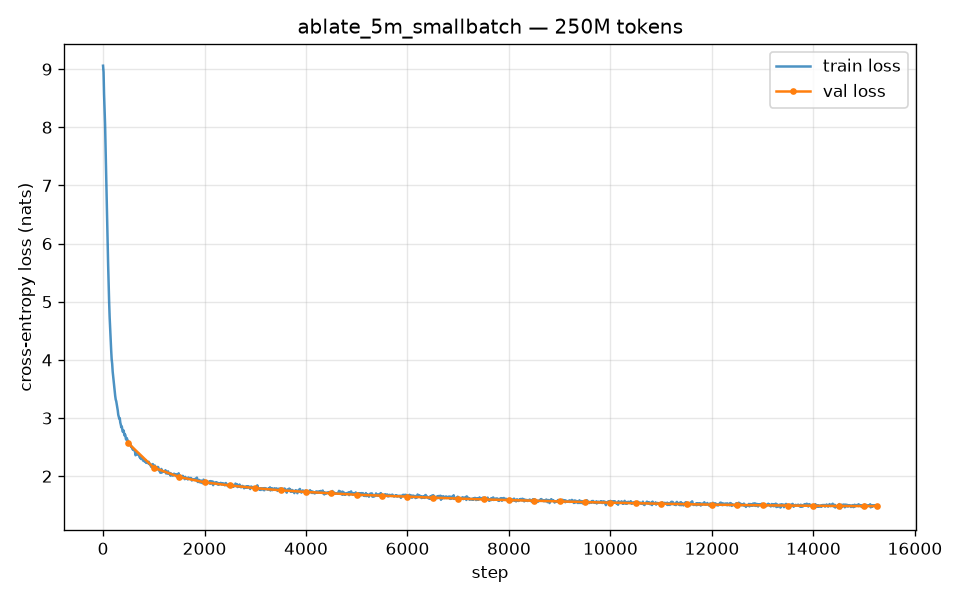 ablate_5m_smallbatch — 250M tokens
train loss
val loss
cross-entropy loss (nats)
9
8
7
6
5
4
3
2
0 2000 4000 6000 8000 10000 12000 14000 16000
step